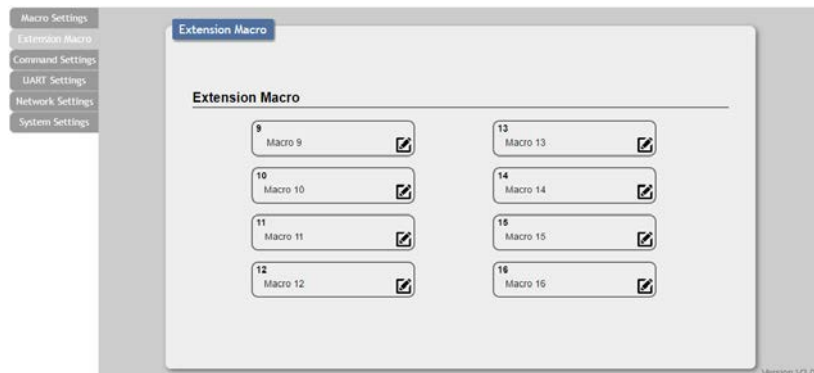 Macro Settings
Extension Macro
Command Settings
UART Settings
Network Settings
System Settings
Extension Macro
Extension Macro
9
Macro 9
10
Macro 10
11
Macro 11
12
Macro 12
13
Macro 13
14
Macro 14
15
Macro 15
16
Macro 16